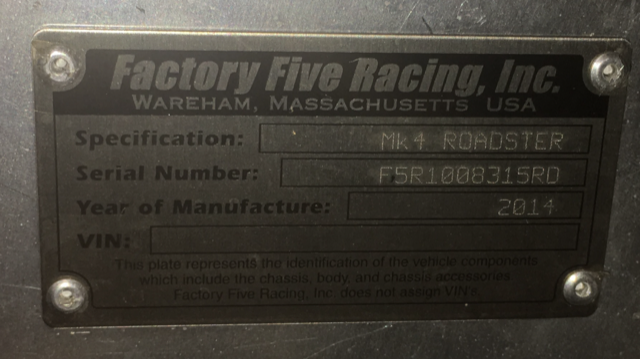 Factory Five Racing, Inc.
WAREHAM, MASSACHUSETTS USA
Specification: Mk4 ROADSTER
Serial Number: F5R1008315RD
Year of Manufacture: 2014
VIN:
This plate represents the identification of the vehicle components
which include the chassis, body, and chassis accessories
Factory Five Racing, Inc. does not assign VIN's.